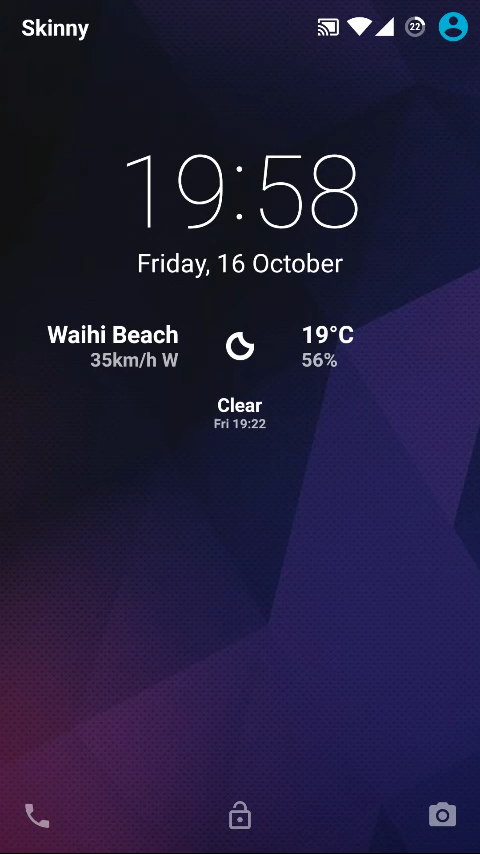 Skinny
22
19:58
Friday, 16 October
Waihi Beach
19°C
35km/h W
56%
Clear
Fri 19:22